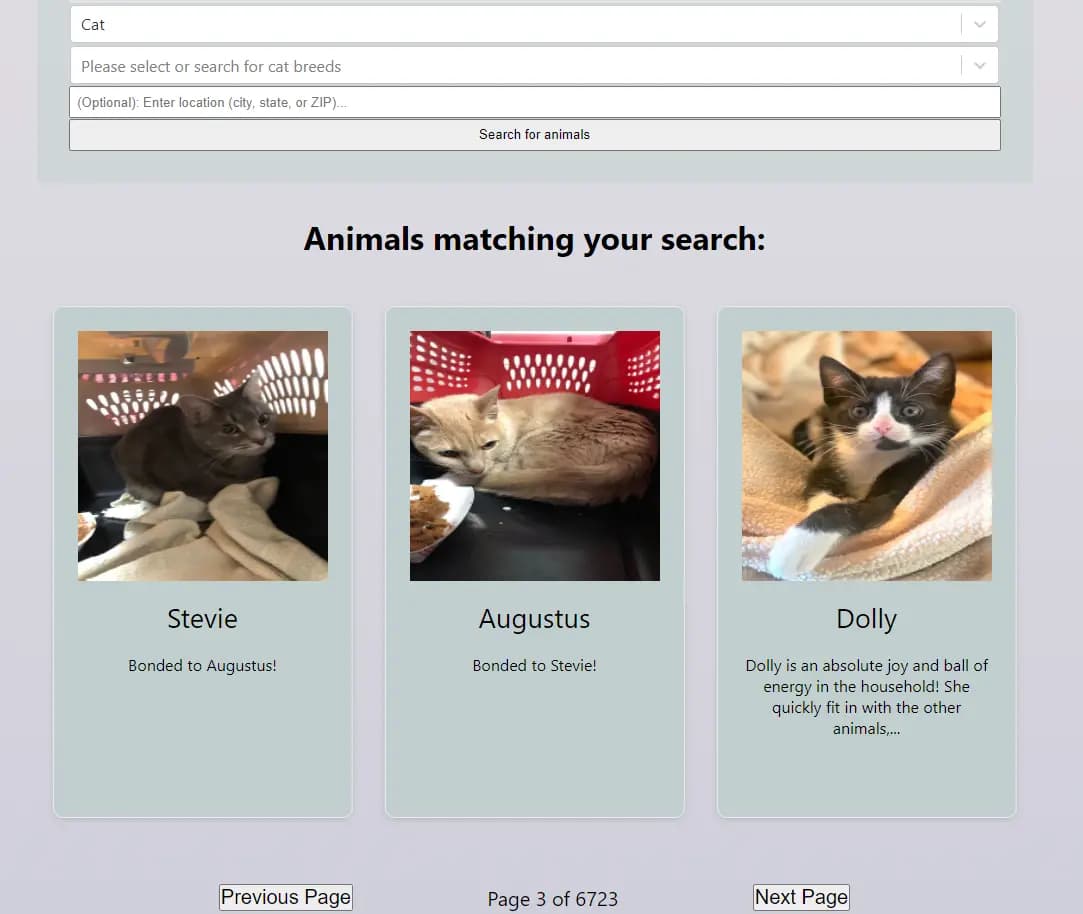 Cat
Please select or search for cat breeds
(Optional): Enter location (city, state, or ZIP)...
Search for animals
Animals matching your search:
Stevie
Bonded to Augustus!
Augustus
Bonded to Stevie!
Dolly
Dolly is an absolute joy and ball of
energy in the household! She
quickly fit in with the other
animals,...
Previous Page
Page 3 of 6723
Next Page